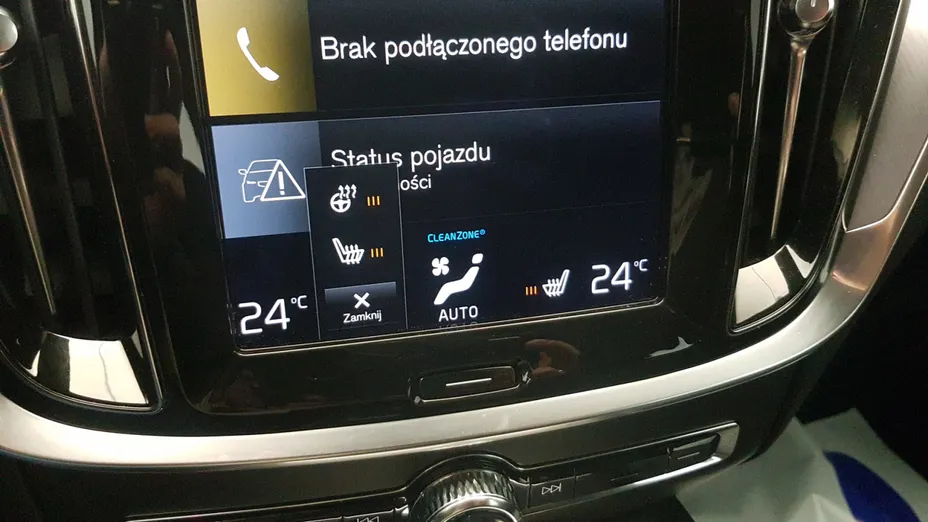 Brak podłączonego telefonu
Status pojazdu
ości
CLEANZONE®
24°C
Zamknij
AUTO
24°C